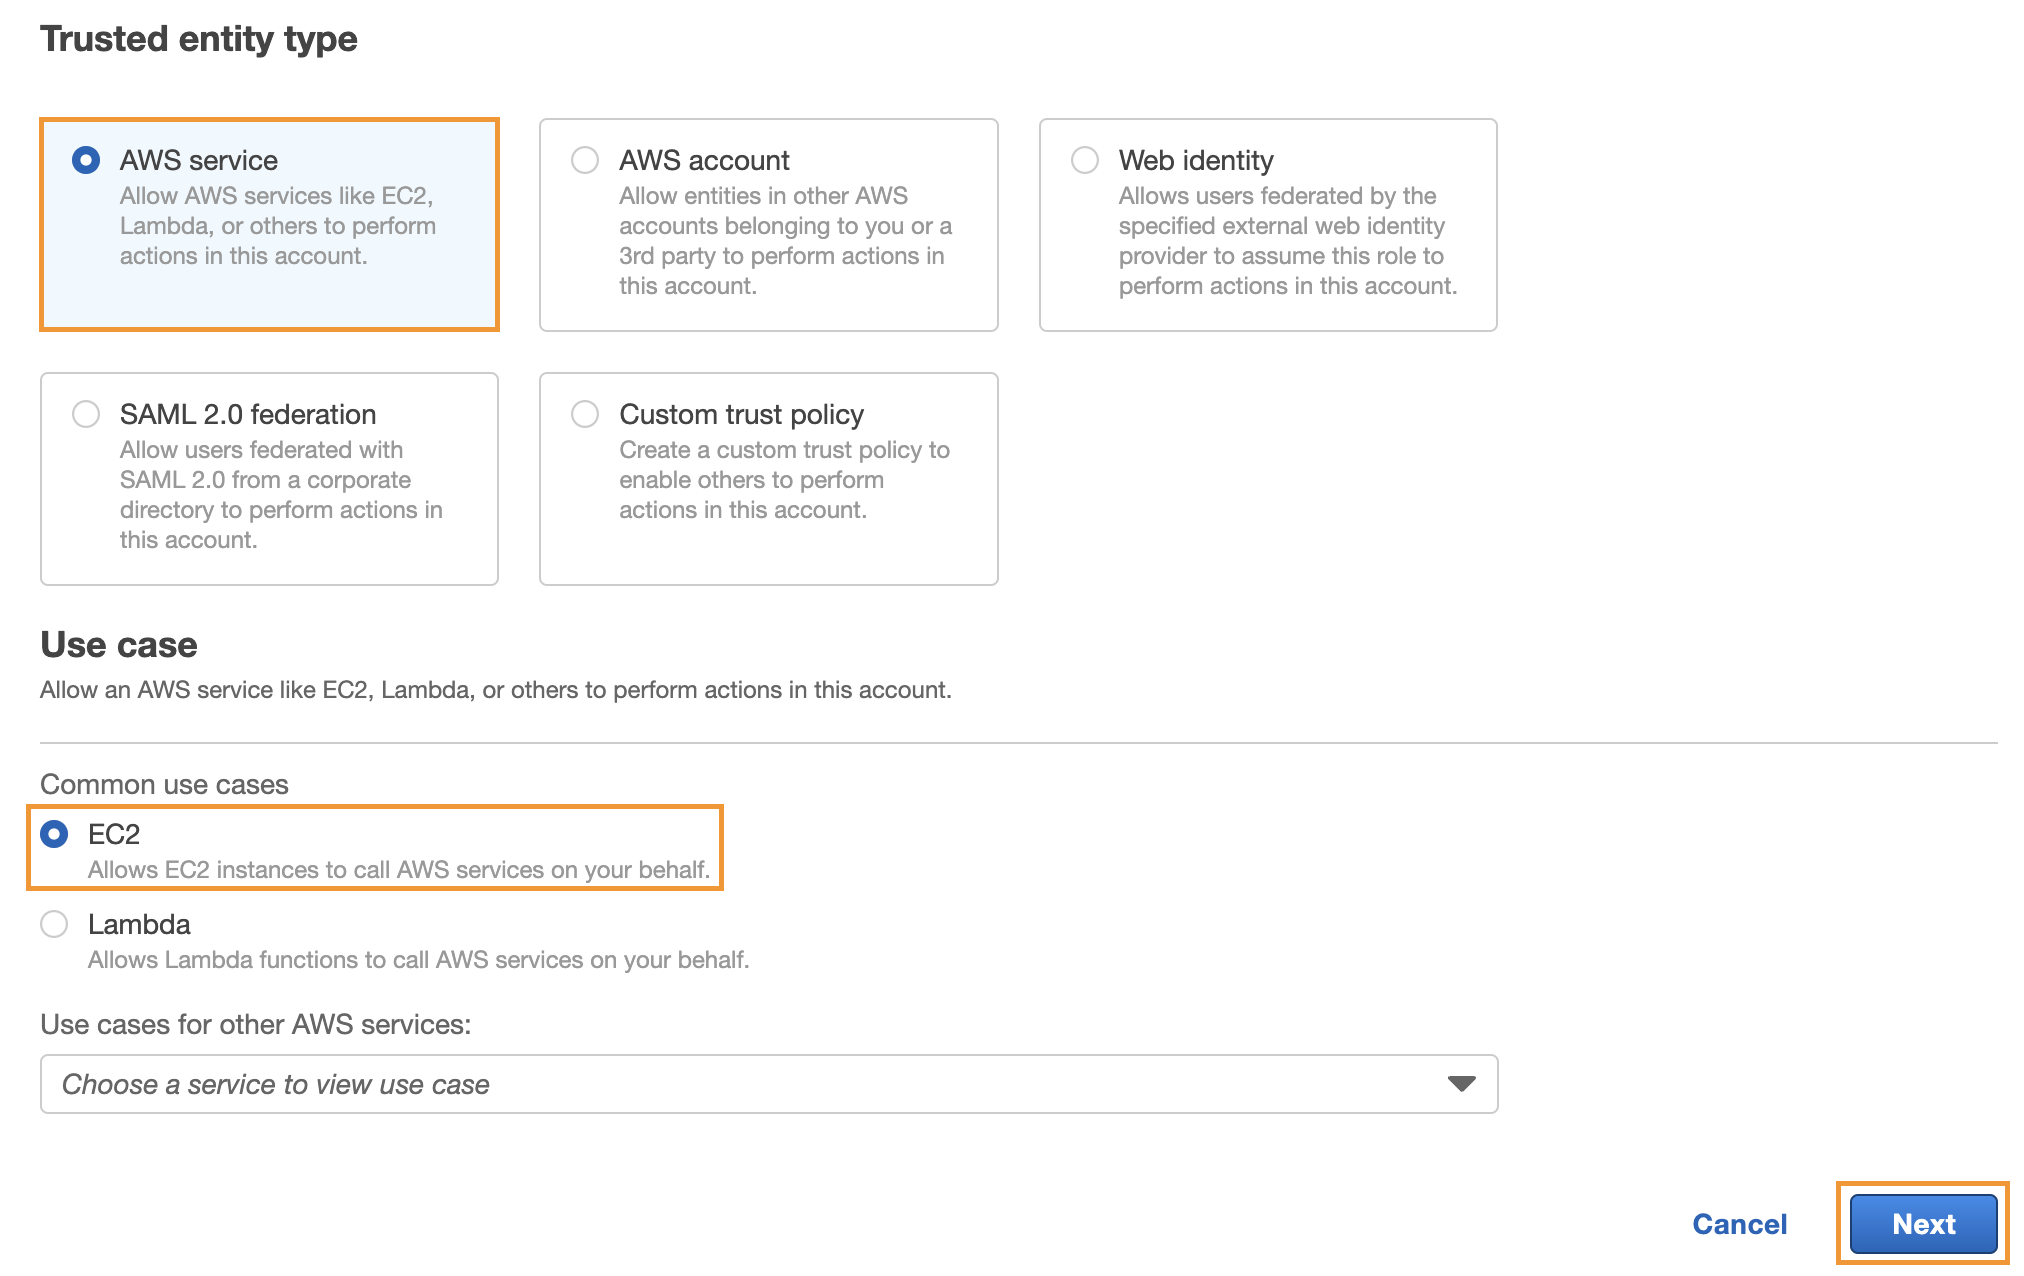 Trusted entity type
AWS service
Allow AWS services like EC2,
Lambda, or others to perform
actions in this account.
AWS account
Allow entities in other AWS
accounts belonging to you or a
3rd party to perform actions in
this account.
Web identity
Allows users federated by the
specified external web identity
provider to assume this role to
perform actions in this account.
SAML 2.0 federation
Allow users federated with
SAML 2.0 from a corporate
directory to perform actions in
this account.
Custom trust policy
Create a custom trust policy to
enable others to perform
actions in this account.
Use case
Allow an AWS service like EC2, Lambda, or others to perform actions in this account.
Common use cases
EC2
Allows EC2 instances to call AWS services on your behalf.
Lambda
Allows Lambda functions to call AWS services on your behalf.
Use cases for other AWS services:
Choose a service to view use case
Cancel
Next